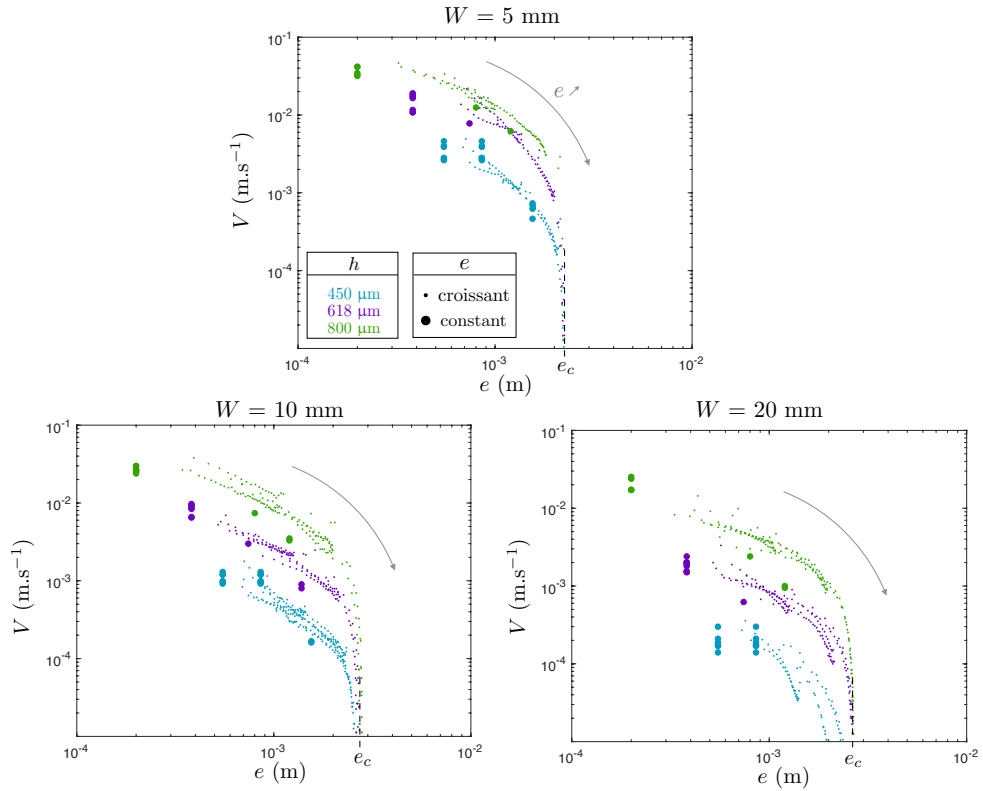 W = 5 mm
10⁻¹
10⁻²
10⁻³
10⁻⁴
V (m.s⁻¹)
e ↗
h
450 µm
618 µm
800 µm
e
croissant
constant
10⁻⁴
10⁻³
e_c
10⁻²
e (m)
W = 10 mm
10⁻¹
10⁻²
10⁻³
10⁻⁴
V (m.s⁻¹)
10⁻⁴
10⁻³
e_c
10⁻²
e (m)
W = 20 mm
10⁻¹
10⁻²
10⁻³
10⁻⁴
V (m.s⁻¹)
10⁻⁴
10⁻³
e_c
10⁻²
e (m)